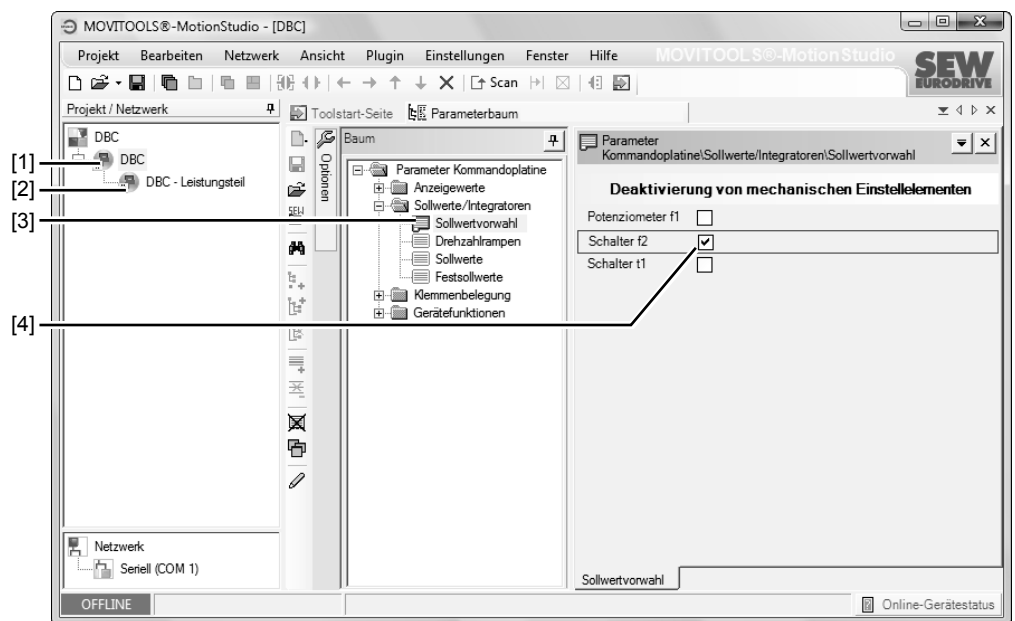 MOVITOOLS®-MotionStudio - [DBC]
Projekt Bearbeiten Netzwerk Ansicht Plugin Einstellungen Fenster Hilfe MOVITOOLS®-MotionStudio
SEW
EURODRIVE
Scan
Projekt / Netzwerk
Toolstart-Seite Parameterbaum
DBC
[1] DBC
[2] DBC - Leistungsteil
[3]
[4]
Optionen
SEW
Baum
Parameter Kommandoplatine
Anzeigewerte
Sollwerte/Integratoren
Sollwertvorwahl
Drehzahlrampen
Sollwerte
Festsollwerte
Klemmenbelegung
Gerätefunktionen
Parameter
Kommandoplatine\Sollwerte/Integratoren\Sollwertvorwahl
Deaktivierung von mechanischen Einstellelementen
Potenziometer f1
Schalter f2
Schalter t1
Netzwerk
Seriell (COM 1)
Sollwertvorwahl
OFFLINE
Online-Gerätestatus